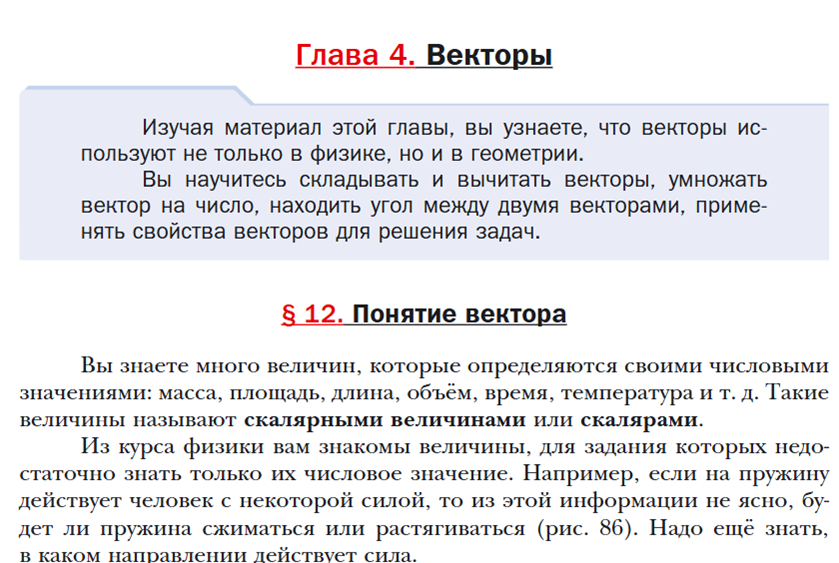 Глава 4. Векторы
Изучая материал этой главы, вы узнаете, что векторы ис-
пользуют не только в физике, но и в геометрии.
Вы научитесь складывать и вычитать векторы, умножать
вектор на число, находить угол между двумя векторами, приме-
нять свойства векторов для решения задач.
§ 12. Понятие вектора
Вы знаете много величин, которые определяются своими числовыми
значениями: масса, площадь, длина, объём, время, температура и т. д. Такие
величины называют скалярными величинами или скалярами.
Из курса физики вам знакомы величины, для задания которых недо-
статочно знать только их числовое значение. Например, если на пружину
действует человек с некоторой силой, то из этой информации не ясно, бу-
дет ли пружина сжиматься или растягиваться (рис. 86). Надо ещё знать,
в каком направлении действует сила.